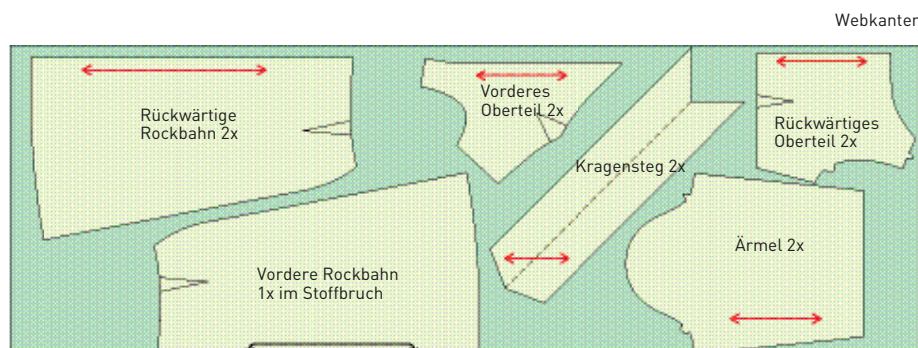 Webkanten
Rückwärtige
Rockbahn 2x
Vorderes
Oberteil 2x
Rückwärtiges
Oberteil 2x
Kragensteg 2x
Ärmel 2x
Vordere Rockbahn
1x im Stoffbruch